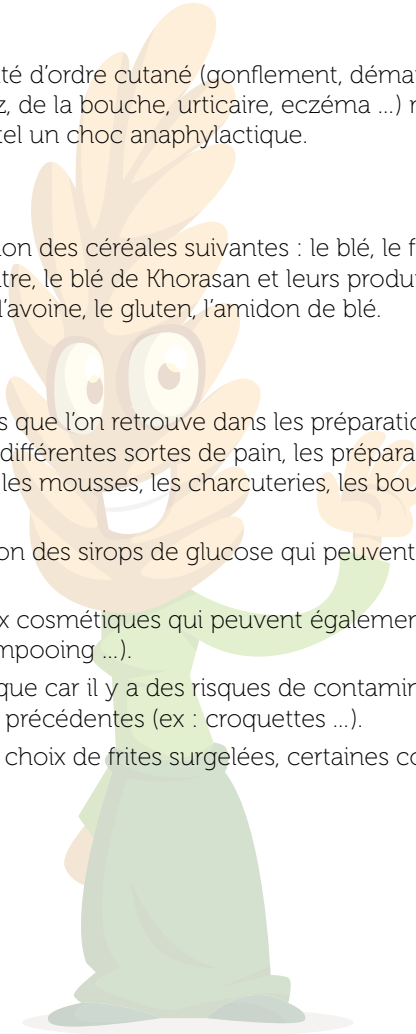 té d’ordre cutané (gonflement, déma
z, de la bouche, urticaire, eczéma ...)
tel un choc anaphylactique.
ion des céréales suivantes : le blé, le f
tre, le blé de Khorasan et leurs produ
l’avoine, le gluten, l’amidon de blé.
s que l’on retrouve dans les préparatio
différentes sortes de pain, les prépara
les mousses, les charcuteries, les bou
on des sirops de glucose qui peuvent
x cosmétiques qui peuvent égalemen
mpooing ...).
que car il y a des risques de contamin
précédentes (ex : croquettes ...).
choix de frites surgelées, certaines co